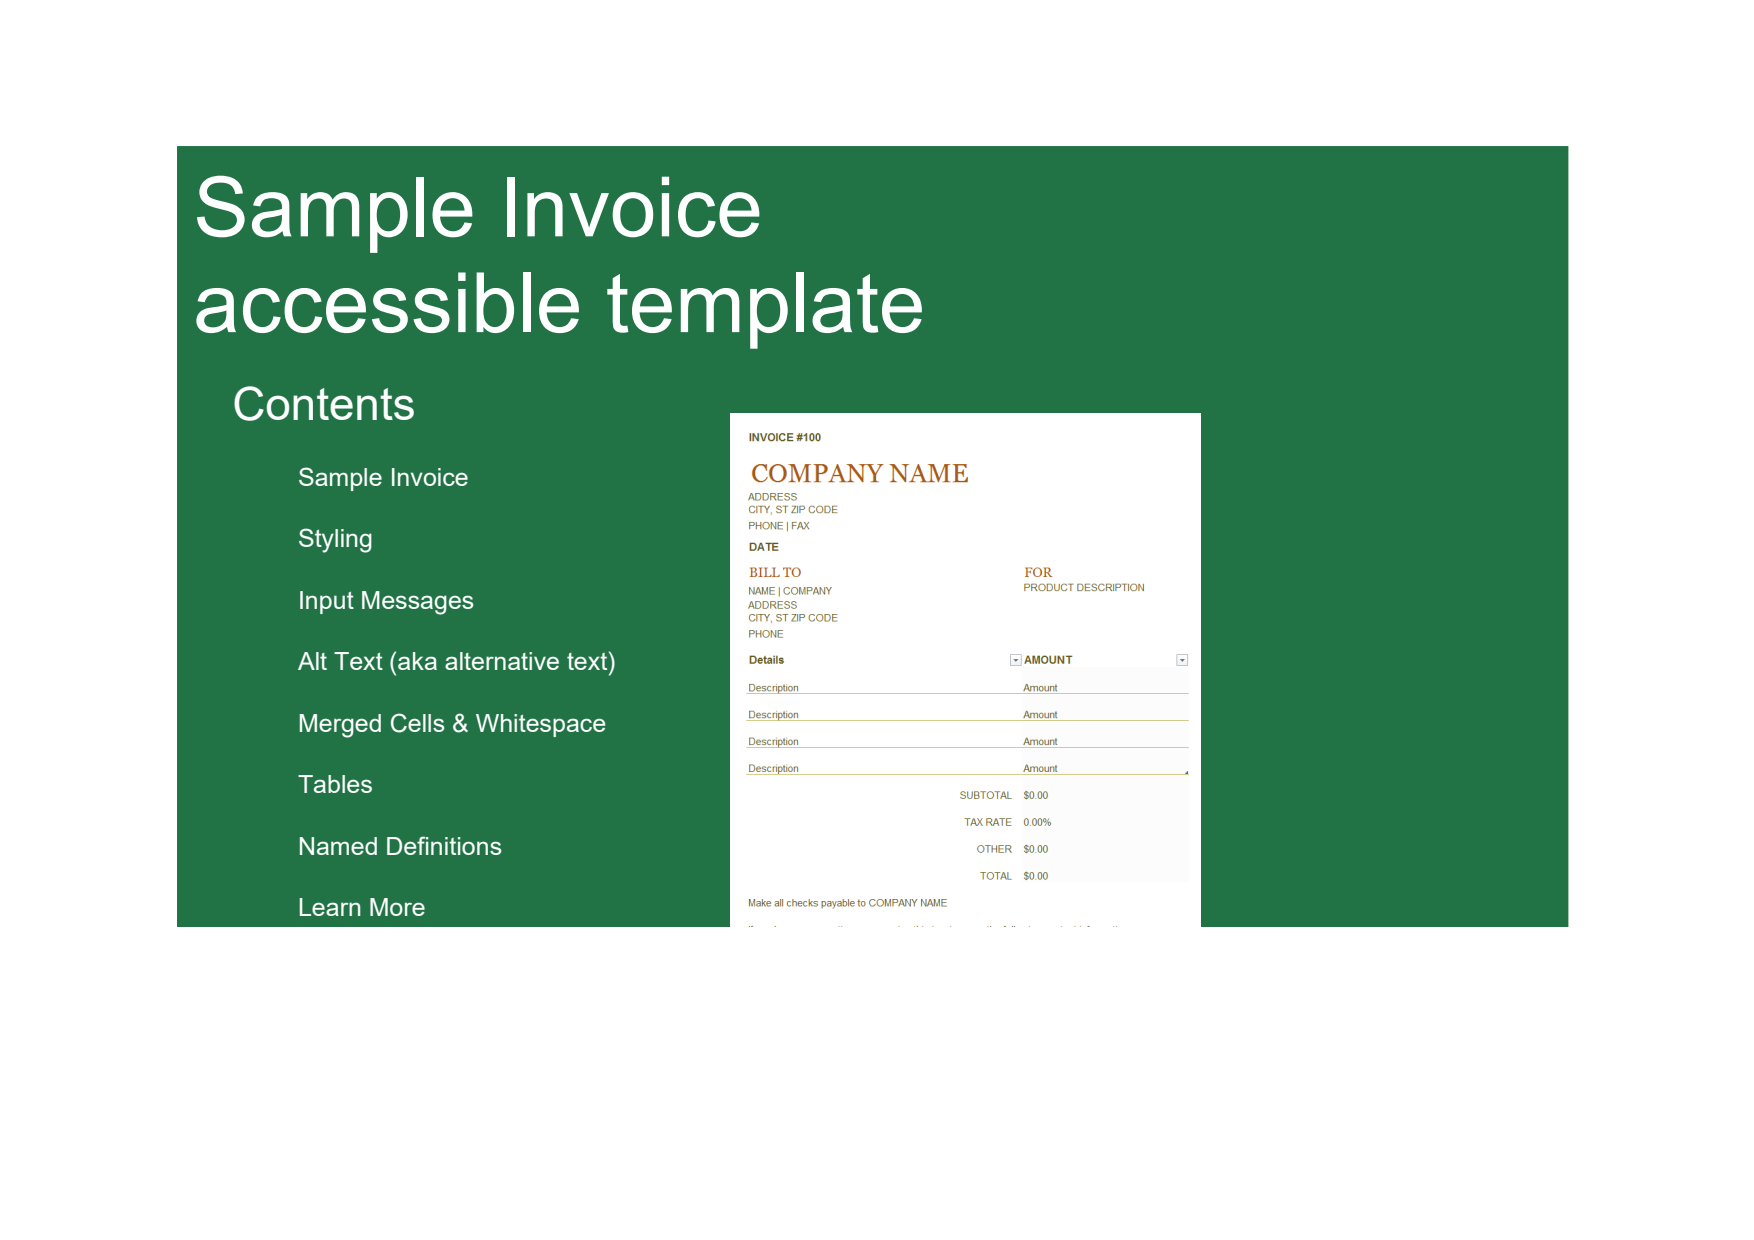 Sample Invoice
accessible template
Contents
Sample Invoice
Styling
Input Messages
Alt Text (aka alternative text)
Merged Cells & Whitespace
Tables
Named Definitions
Learn More
INVOICE #100
COMPANY NAME
ADDRESS
CITY, ST ZIP CODE
PHONE | FAX
DATE
BILL TO
NAME | COMPANY
ADDRESS
CITY, ST ZIP CODE
PHONE
FOR
PRODUCT DESCRIPTION
Details AMOUNT
Description Amount
Description Amount
Description Amount
Description Amount
SUBTOTAL $0.00
TAX RATE 0.00%
OTHER $0.00
TOTAL $0.00
Make all checks payable to COMPANY NAME